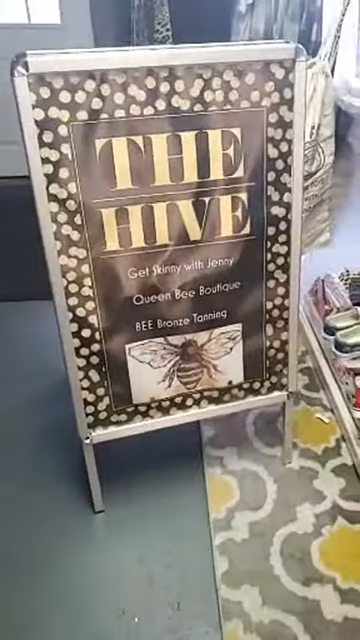 THE
HIVE
Get Skinny with Jenny
Queen Bee Boutique
BEE Bronze Tanning